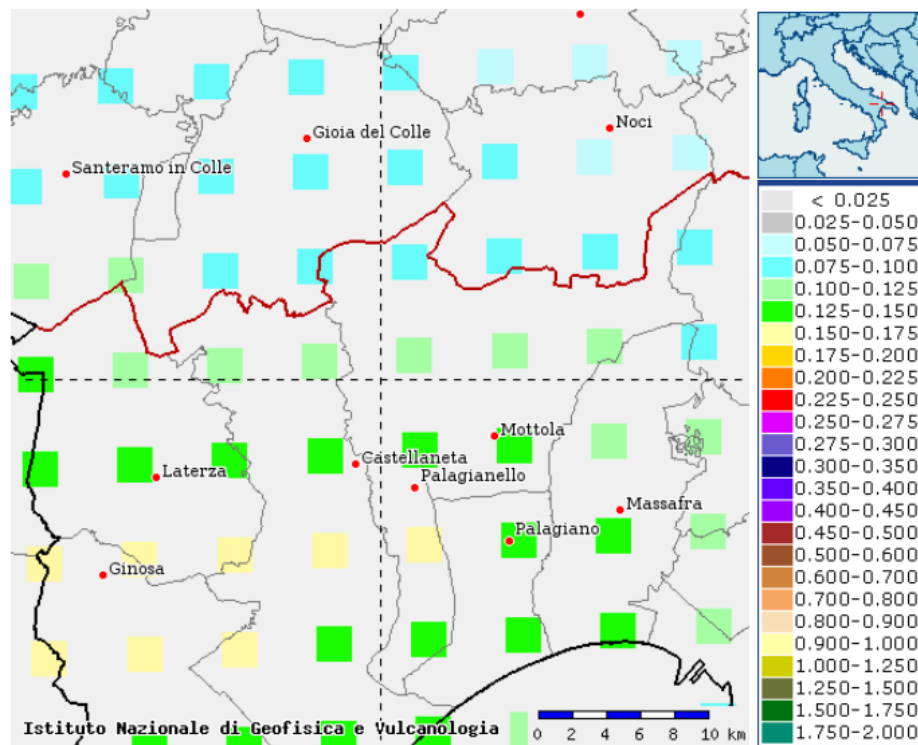 Gioia del Colle
Noci
Santeramo in Colle
Mottola
Castellaneta
Laterza
Palagianello
Massafra
Palagiano
Ginosa
Istituto Nazionale di Geofisica e Vulcanologia
0 2 4 6 8 10 km
< 0.025
0.025-0.050
0.050-0.075
0.075-0.100
0.100-0.125
0.125-0.150
0.150-0.175
0.175-0.200
0.200-0.225
0.225-0.250
0.250-0.275
0.275-0.300
0.300-0.350
0.350-0.400
0.400-0.450
0.450-0.500
0.500-0.600
0.600-0.700
0.700-0.800
0.800-0.900
0.900-1.000
1.000-1.250
1.250-1.500
1.500-1.750
1.750-2.000